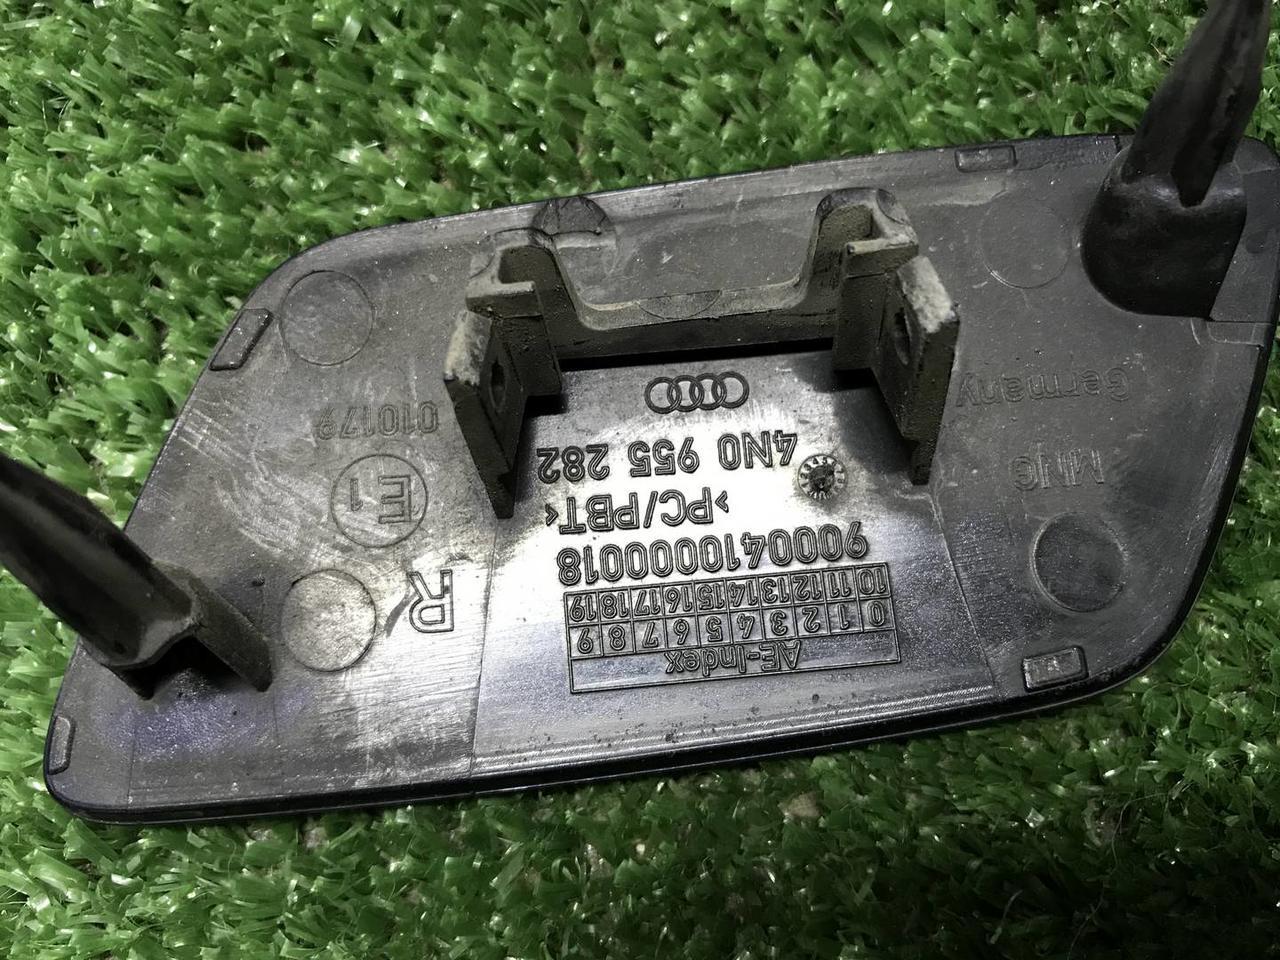 AE-Index
0 1 2 3 4 5 6 7 8 9
10 11 12 13 14 15 16 17 18 19
9000410000018
>PC/PBT<
4N0 955 282
R
E1
010179
MNG
Germany